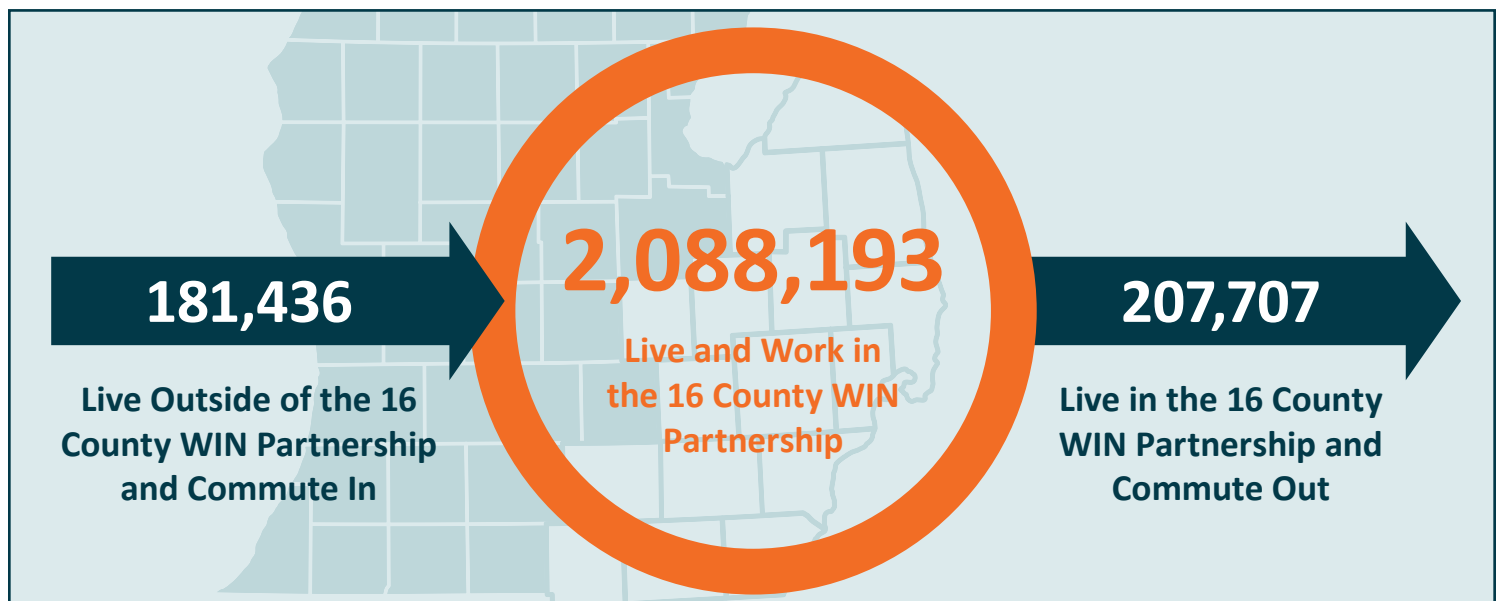 181,436
Live Outside of the 16
County WIN Partnership
and Commute In
2,088,193
Live and Work in
the 16 County WIN
Partnership
207,707
Live in the 16 County
WIN Partnership and
Commute Out